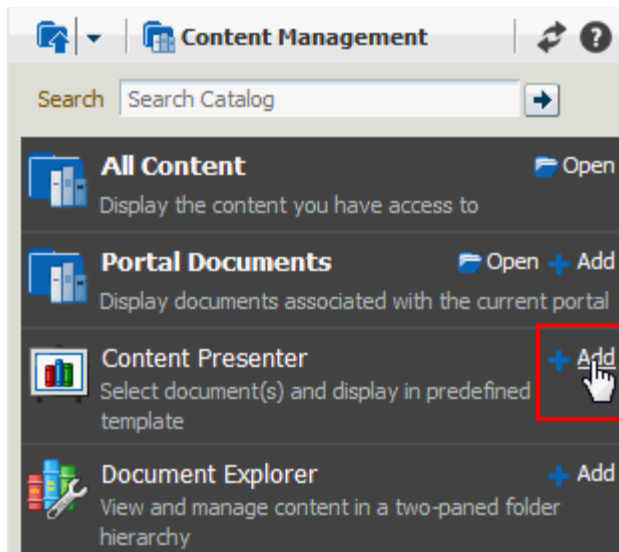 Content Management
Search Search Catalog
All Content Open
Display the content you have access to
Portal Documents Open Add
Display documents associated with the current portal
Content Presenter Add
Select document(s) and display in predefined
template
Document Explorer Add
View and manage content in a two-paned folder
hierarchy